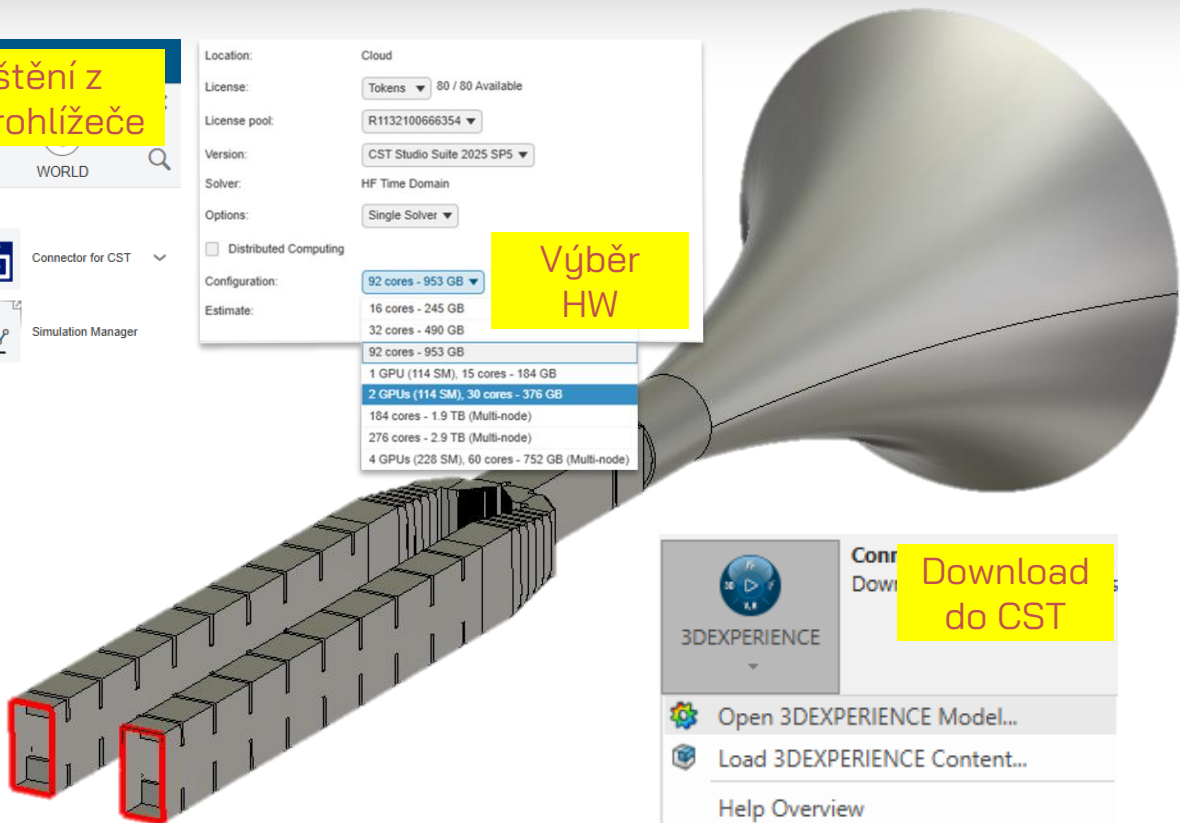 WORLD
Connector for CST
Simulation Manager
Location: Cloud
License: Tokens 80 / 80 Available
License pool: R1132100666354
Version: CST Studio Suite 2025 SP5
Solver: HF Time Domain
Options: Single Solver
Distributed Computing
Configuration: 92 cores - 953 GB
Estimate:
16 cores - 245 GB
32 cores - 490 GB
92 cores - 953 GB
1 GPU (114 SM), 15 cores - 184 GB
2 GPUs (114 SM), 30 cores - 376 GB
184 cores - 1.9 TB (Multi-node)
276 cores - 2.9 TB (Multi-node)
4 GPUs (228 SM), 60 cores - 752 GB (Multi-node)
Výběr
HW
3DEXPERIENCE
Download
do CST
Open 3DEXPERIENCE Model...
Load 3DEXPERIENCE Content...
Help Overview